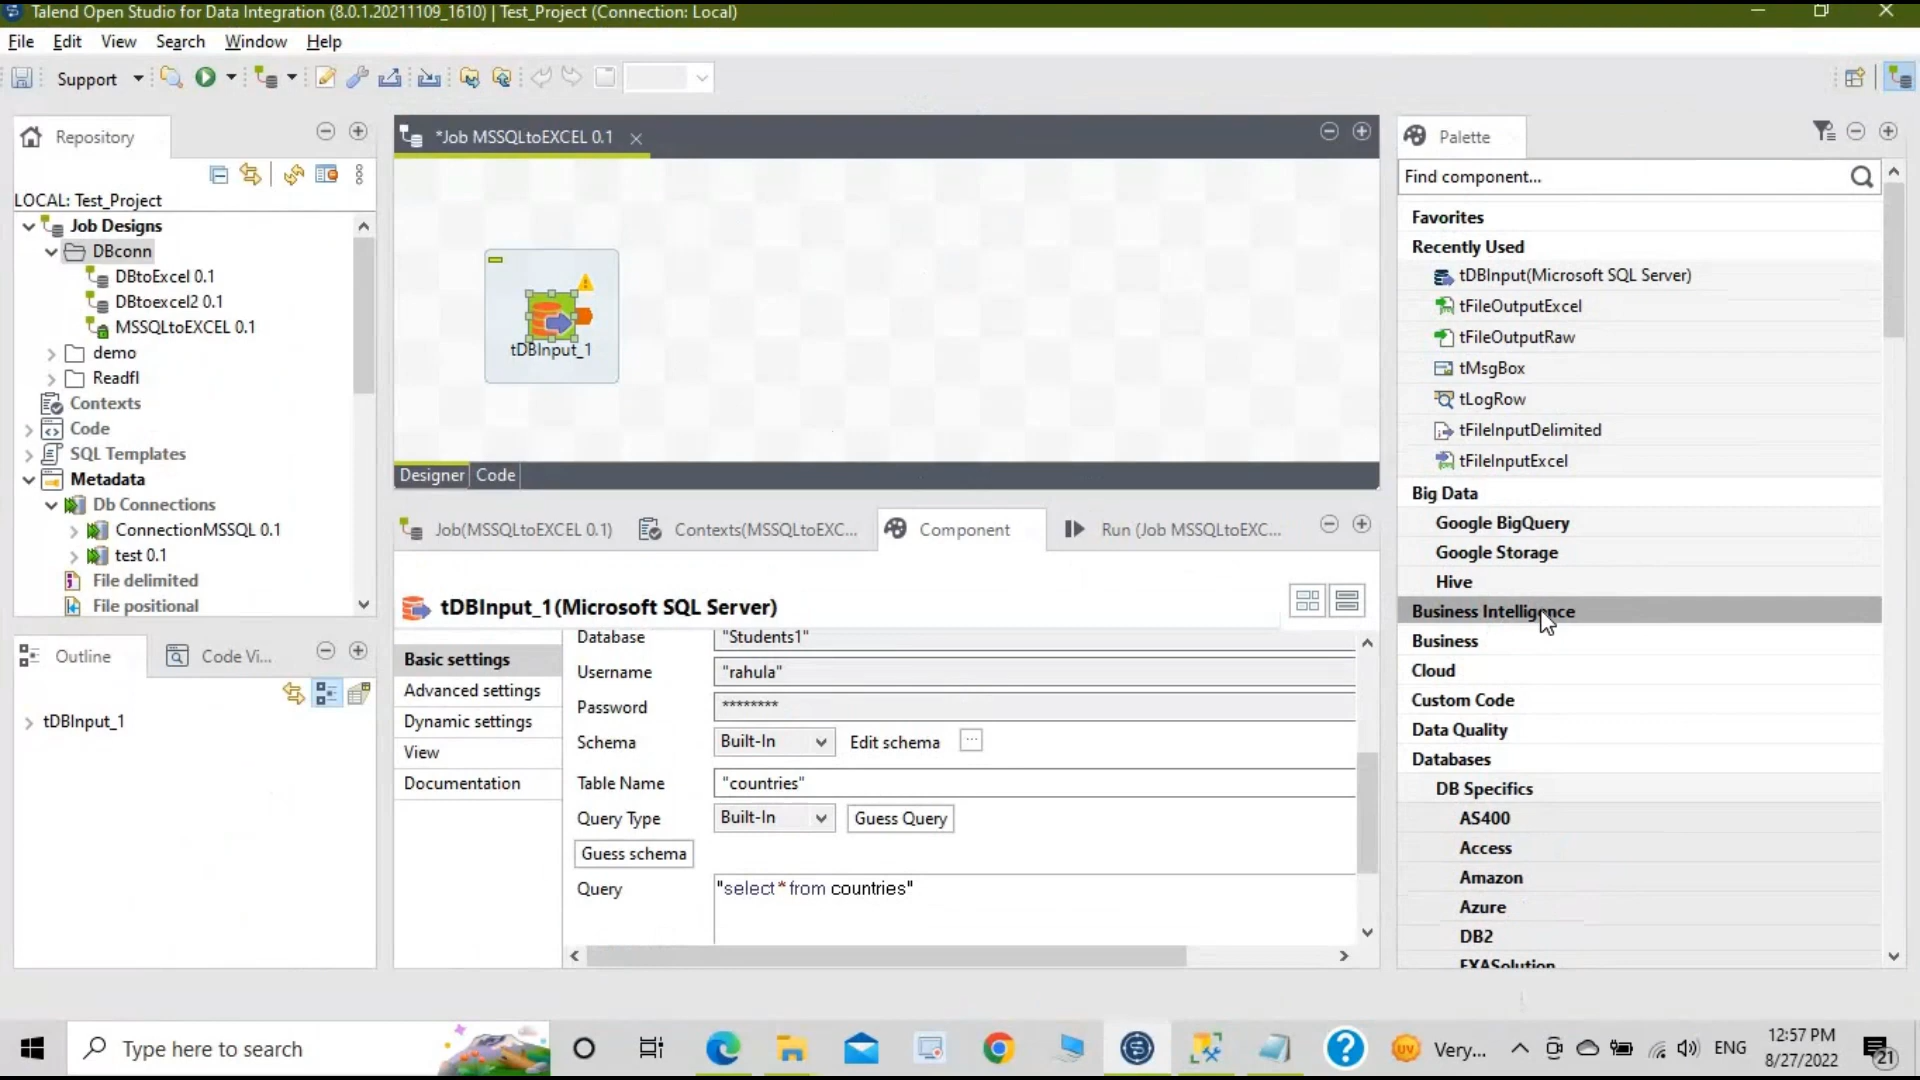 Talend Open Studio for Data Integration (8.0.1.20211109_1610) | Test_Project (Connection: Local)
File Edit View Search Window Help
Support
Repository
LOCAL: Test_Project
Job Designs
DBconn
DBtoExcel 0.1
DBtoexcel2 0.1
MSSQLtoEXCEL 0.1
demo
Readfl
Contexts
Code
SQL Templates
Metadata
Db Connections
ConnectionMSSQL 0.1
test 0.1
File delimited
File positional
Outline
Code Vi...
tDBInput_1
*Job MSSQLtoEXCEL 0.1
tDBInput_1
Designer Code
Job(MSSQLtoEXCEL 0.1)
Contexts(MSSQLtoEXC...
Component
Run (Job MSSQLtoEXC...
tDBInput_1(Microsoft SQL Server)
Basic settings
Advanced settings
Dynamic settings
View
Documentation
Database "Students1"
Username "rahula"
Password ********
Schema Built-In Edit schema ...
Table Name "countries"
Query Type Built-In Guess Query
Guess schema
Query "select * from countries"
Palette
Find component...
Favorites
Recently Used
tDBInput(Microsoft SQL Server)
tFileOutputExcel
tFileOutputRaw
tMsgBox
tLogRow
tFileInputDelimited
tFileInputExcel
Big Data
Google BigQuery
Google Storage
Hive
Business Intelligence
Business
Cloud
Custom Code
Data Quality
Databases
DB Specifics
AS400
Access
Amazon
Azure
DB2
EXASolution
Type here to search
UV
Very...
ENG
12:57 PM
8/27/2022
21